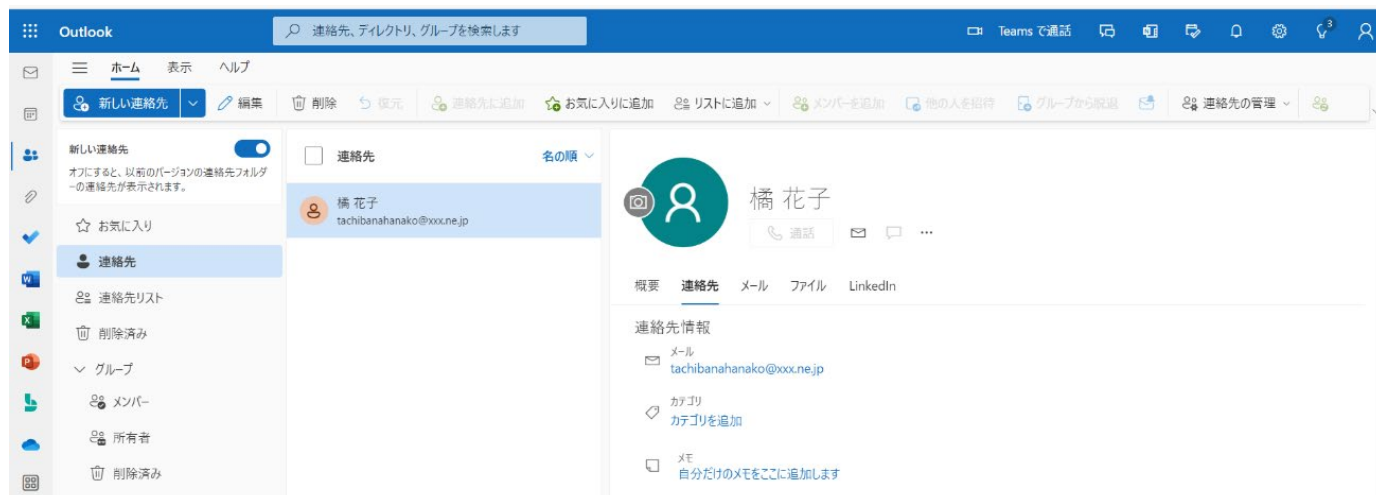 Outlook
連絡先、ディレクトリ、グループを検索します
Teams で通話
3
ホーム 表示 ヘルプ
新しい連絡先 編集 削除 復元 連絡先に追加 お気に入りに追加 リストに追加 メンバーを追加 他の人を招待 グループから脱退 連絡先の管理
新しい連絡先
オフにすると、以前のバージョンの連絡先フォルダ
ーの連絡先が表示されます。
お気に入り
連絡先
連絡先リスト
削除済み
グループ
メンバー
所有者
削除済み
連絡先 名の順
橘 花子
tachibanahanako@xxx.ne.jp
橘 花子
通話
概要 連絡先 メール ファイル LinkedIn
連絡先情報
メール
tachibanahanako@xxx.ne.jp
カテゴリ
カテゴリを追加
メモ
自分だけのメモをここに追加します